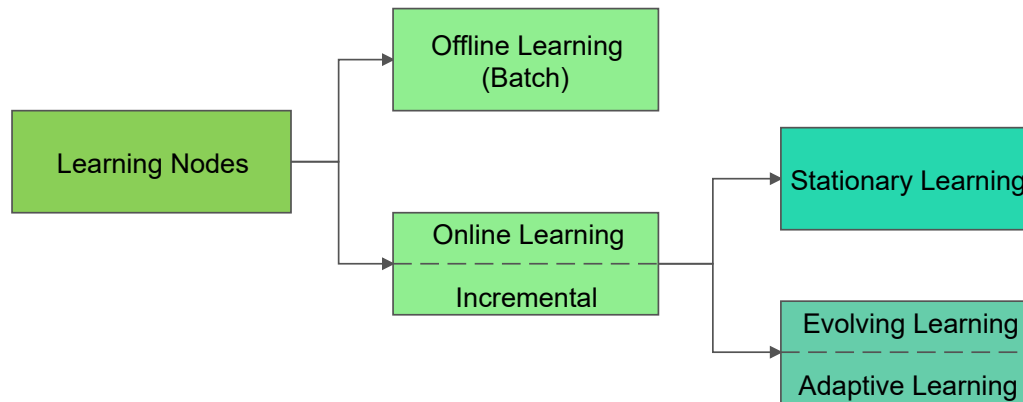 Offline Learning
(Batch)
Learning Nodes
Stationary Learning
Online Learning
Incremental
Evolving Learning
Adaptive Learning